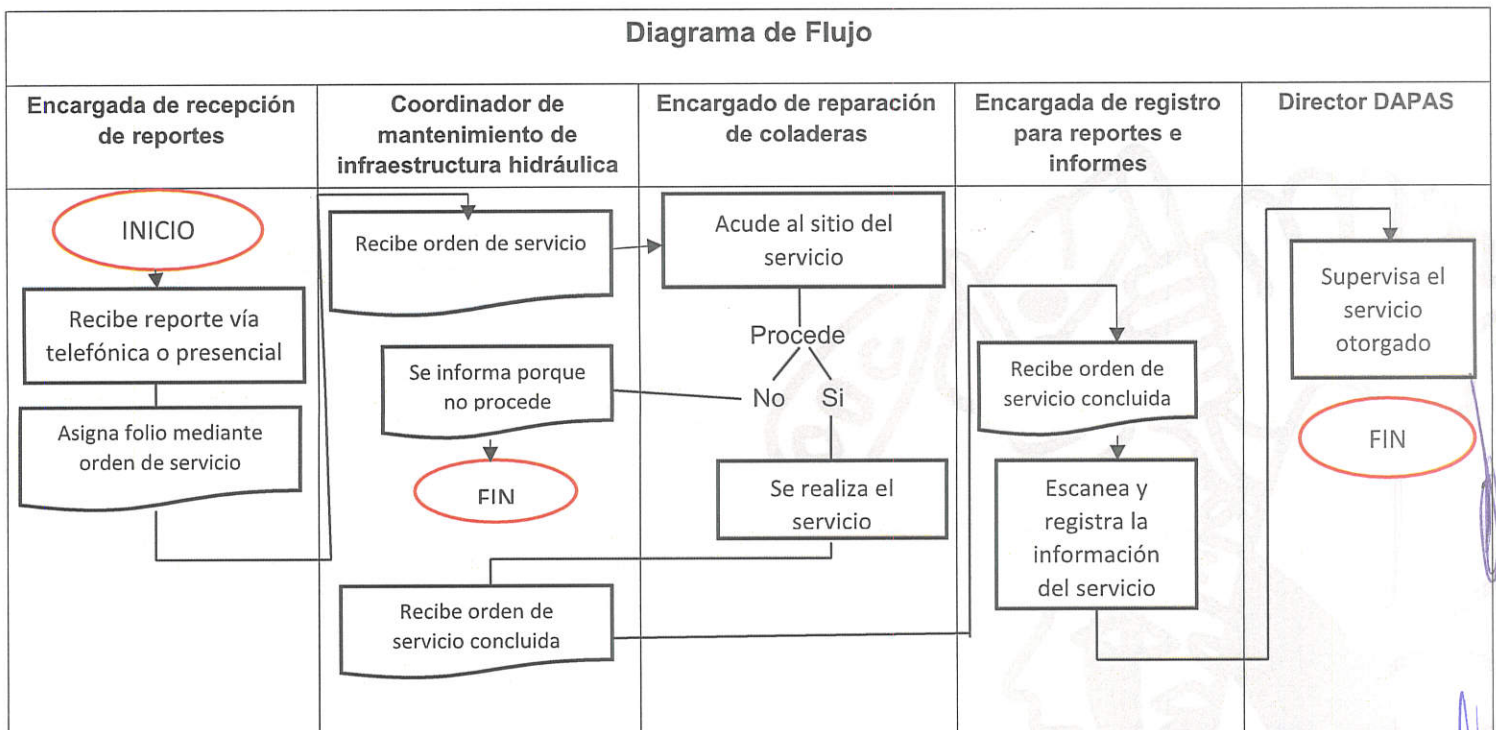 Diagrama de Flujo
Encargada de recepción
de reportes
Coordinador de
mantenimiento de
infraestructura hidráulica
Encargado de reparación
de coladeras
Encargada de registro
para reportes e
informes
Director DAPAS
INICIO
Recibe reporte vía
telefónica o presencial
Asigna folio mediante
orden de servicio
Recibe orden de servicio
Se informa porque
no procede
FIN
Recibe orden de
servicio concluida
Acude al sitio del
servicio
Procede
No Si
Se realiza el
servicio
Recibe orden de
servicio concluida
Escanea y
registra la
información
del servicio
Supervisa el
servicio
otorgado
FIN